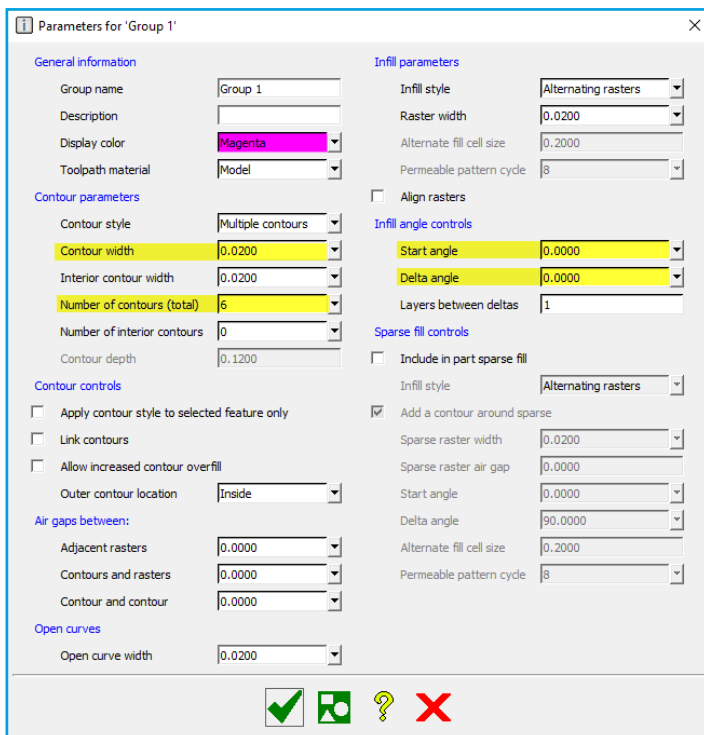 Parameters for 'Group 1'
General information
Group name Group 1
Description
Display color Magenta
Toolpath material Model
Contour parameters
Contour style Multiple contours
Contour width 0.0200
Interior contour width 0.0200
Number of contours (total) 6
Number of interior contours 0
Contour depth 0.1200
Contour controls
Apply contour style to selected feature only
Link contours
Allow increased contour overfill
Outer contour location Inside
Air gaps between:
Adjacent rasters 0.0000
Contours and rasters 0.0000
Contour and contour 0.0000
Open curves
Open curve width 0.0200
Infill parameters
Infill style Alternating rasters
Raster width 0.0200
Alternate fill cell size 0.2000
Permeable pattern cycle 8
Align rasters
Infill angle controls
Start angle 0.0000
Delta angle 0.0000
Layers between deltas 1
Sparse fill controls
Include in part sparse fill
Infill style Alternating rasters
Add a contour around sparse
Sparse raster width 0.0200
Sparse raster air gap 0.0000
Start angle 0.0000
Delta angle 90.0000
Alternate fill cell size 0.2000
Permeable pattern cycle 8